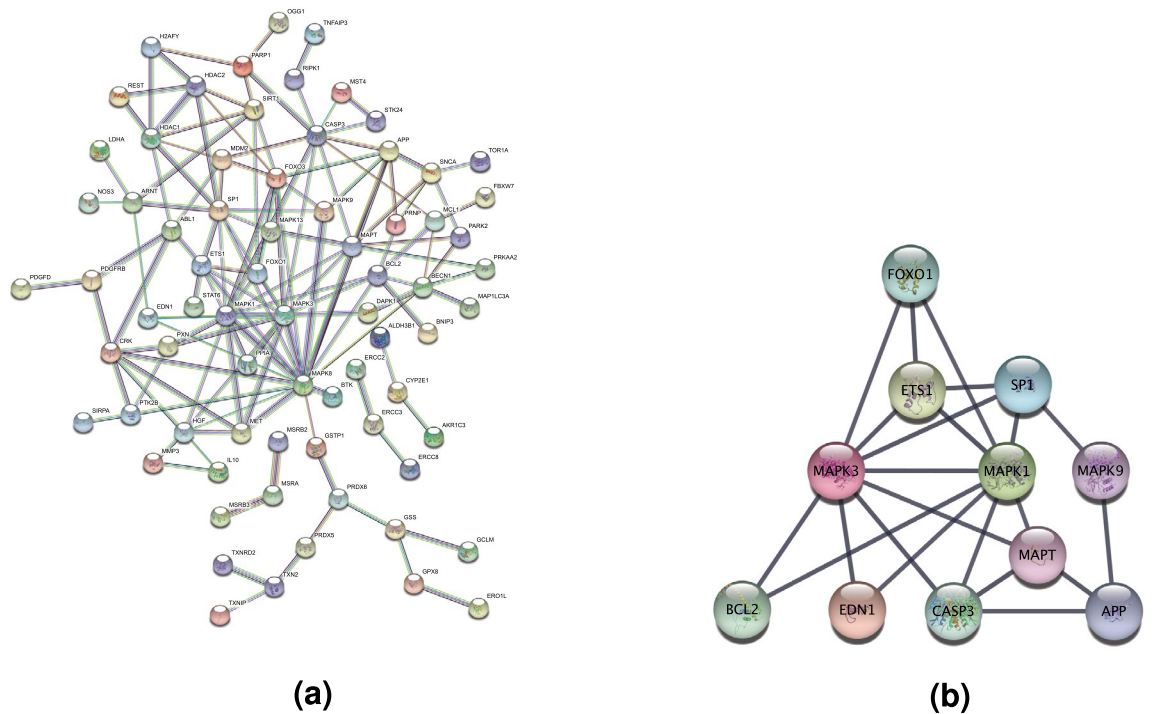 OGG1
TNFAIP3
H2AFY
PARP1
RIPK1
HDAC2
MST4
REST
SIRT1
STK24
HDAC1
CASP3
LDHA
APP
MDM2
TOR1A
SNCA
FOXO3
FBXW7
NOS3
ARNT
SP1
MAPK9
MCL1
PRNP
ABL1
MAPK13
PARK2
MAPT
ETS1
FOXO1
PRKAA2
BCL2
PDGFRB
BECN1
PDGFD
STAT6
MAP1LC3A
EDN1
MAPK1
MAPK3
DAPK1
BNIP3
PXN
ALDH3B1
CRK
PPIA
ERCC2
MAPK8
BTK
CYP2E1
PTK2B
SIRPA
HGF
MET
ERCC3
AKR1C3
MSRB2
GSTP1
MMP3
IL10
ERCC8
MSRA
PRDX6
MSRB3
GSS
PRDX5
GCLM
TXNRD2
TXN2
GPX8
TXNIP
ERO1L
(a)
FOXO1
ETS1
SP1
MAPK3
MAPK1
MAPK9
MAPT
BCL2
EDN1
CASP3
APP
(b)